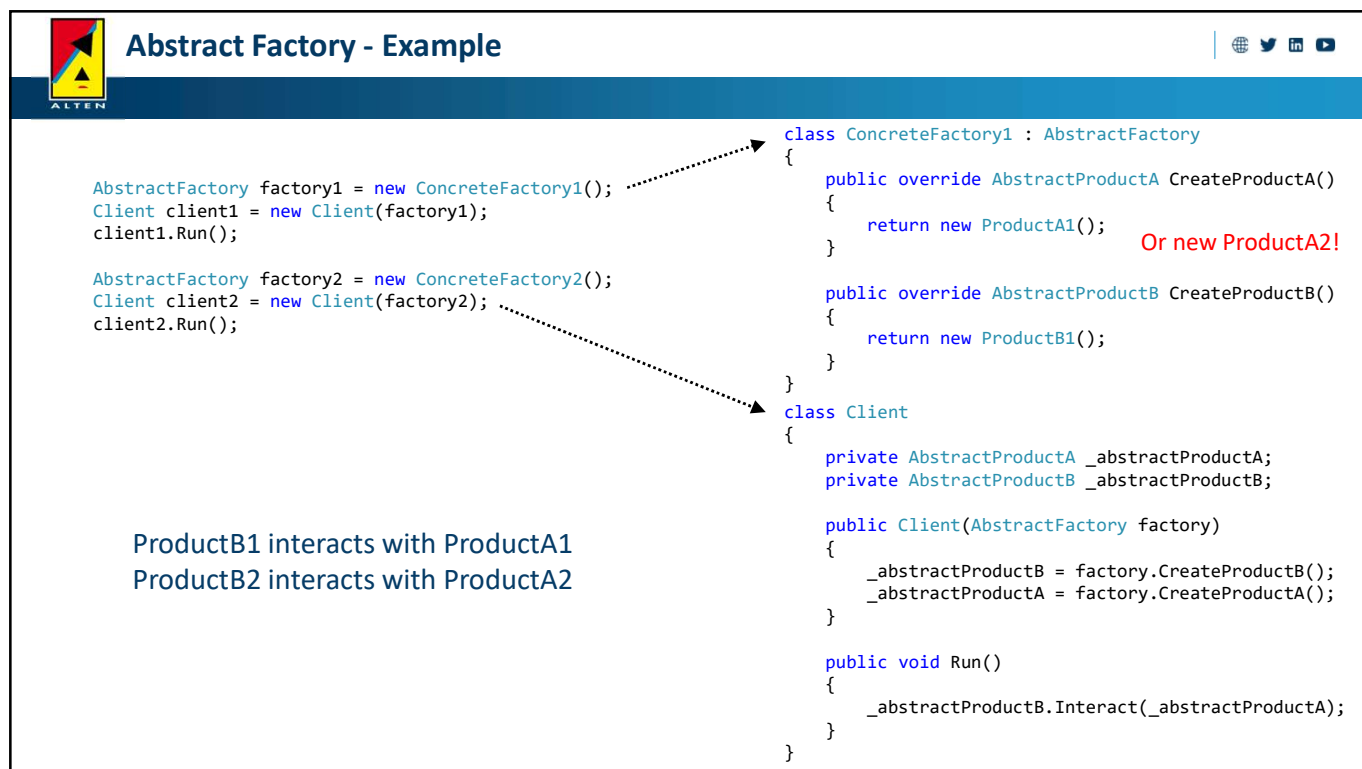 Abstract Factory - Example
ALTEN
AbstractFactory factory1 = new ConcreteFactory1();
Client client1 = new Client(factory1);
client1.Run();
AbstractFactory factory2 = new ConcreteFactory2();
Client client2 = new Client(factory2);
client2.Run();
ProductB1 interacts with ProductA1
ProductB2 interacts with ProductA2
class ConcreteFactory1 : AbstractFactory
{
    public override AbstractProductA CreateProductA()
    {
        return new ProductA1();
Or new ProductA2!
    }
    public override AbstractProductB CreateProductB()
    {
        return new ProductB1();
    }
}
class Client
{
    private AbstractProductA _abstractProductA;
    private AbstractProductB _abstractProductB;
    public Client(AbstractFactory factory)
    {
        _abstractProductB = factory.CreateProductB();
        _abstractProductA = factory.CreateProductA();
    }
    public void Run()
    {
        _abstractProductB.Interact(_abstractProductA);
    }
}